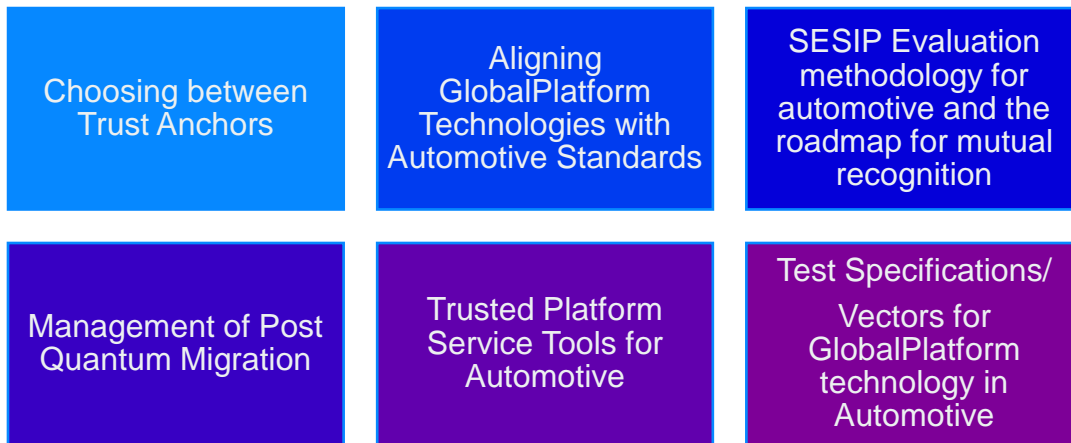 Choosing between
Trust Anchors
Aligning
GlobalPlatform
Technologies with
Automotive Standards
SESIP Evaluation
methodology for
automotive and the
roadmap for mutual
recognition
Management of Post
Quantum Migration
Trusted Platform
Service Tools for
Automotive
Test Specifications/
Vectors for
GlobalPlatform
technology in
Automotive